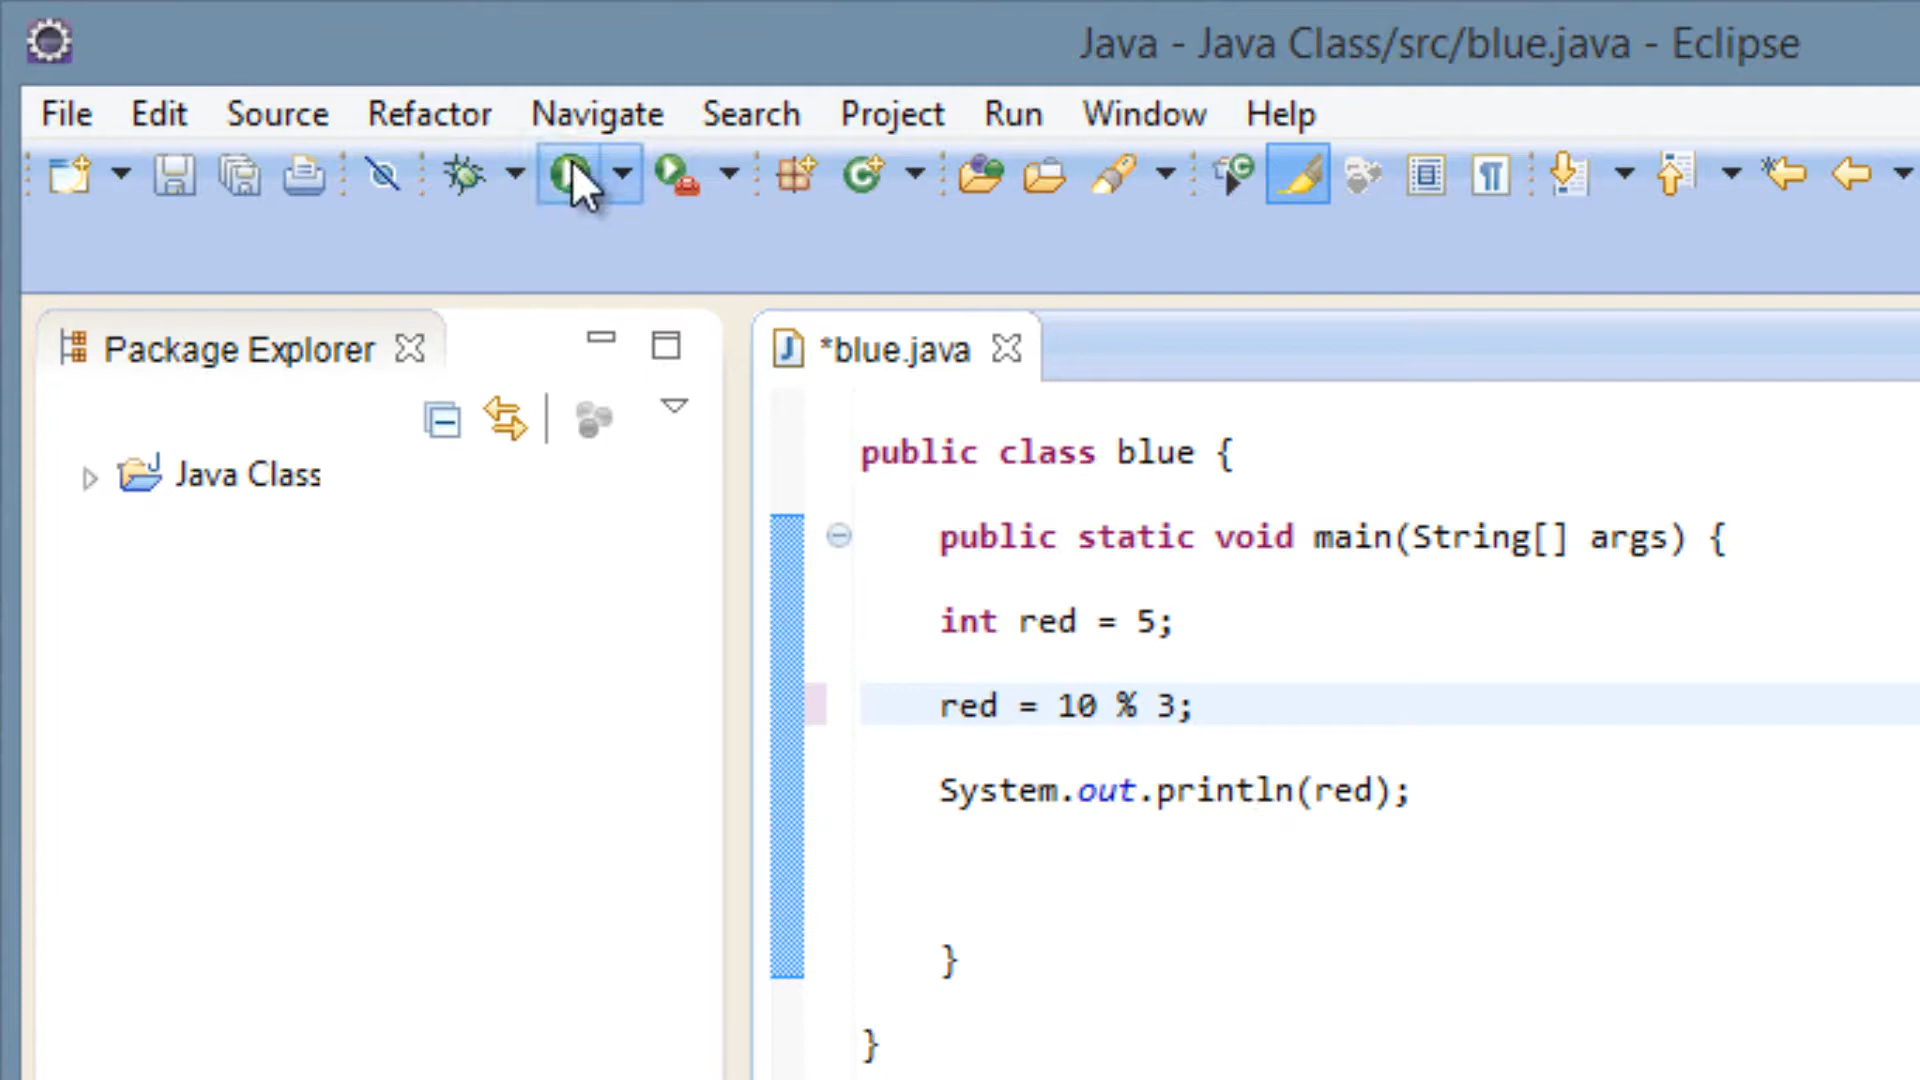 Java - Java Class/src/blue.java - Eclipse
File Edit Source Refactor Navigate Search Project Run Window Help
Package Explorer
Java Class
*blue.java
public class blue {
public static void main(String[] args) {
int red = 5;
red = 10 % 3;
System.out.println(red);
}
}